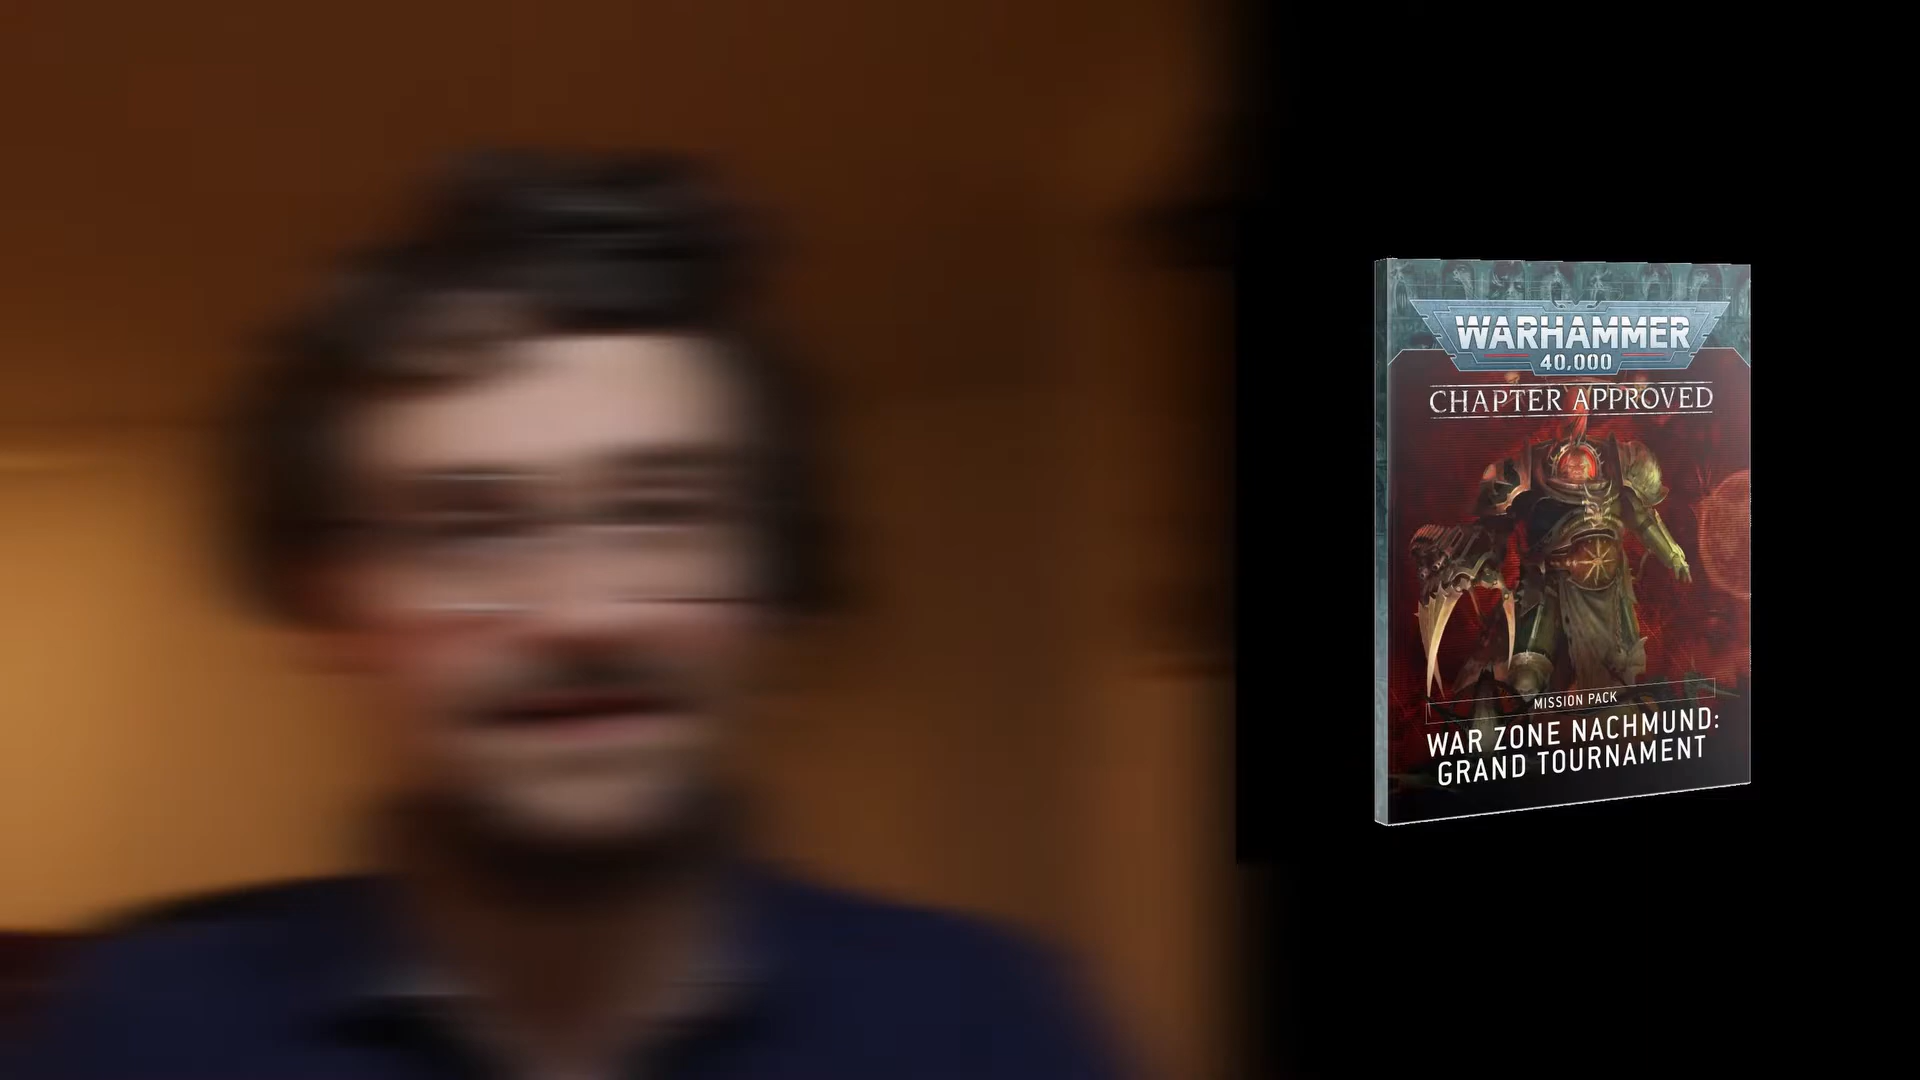 WARHAMMER
40,000
CHAPTER APPROVED
MISSION PACK
WAR ZONE NACHMUND:
GRAND TOURNAMENT